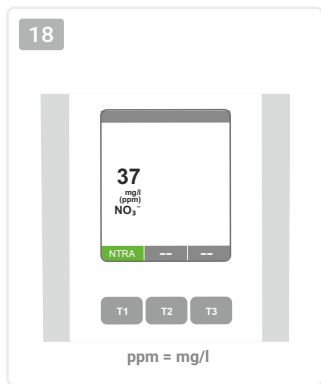 18
37
mg/l
(ppm)
NO₃⁻
NTRA -- --
T1 T2 T3
ppm = mg/l